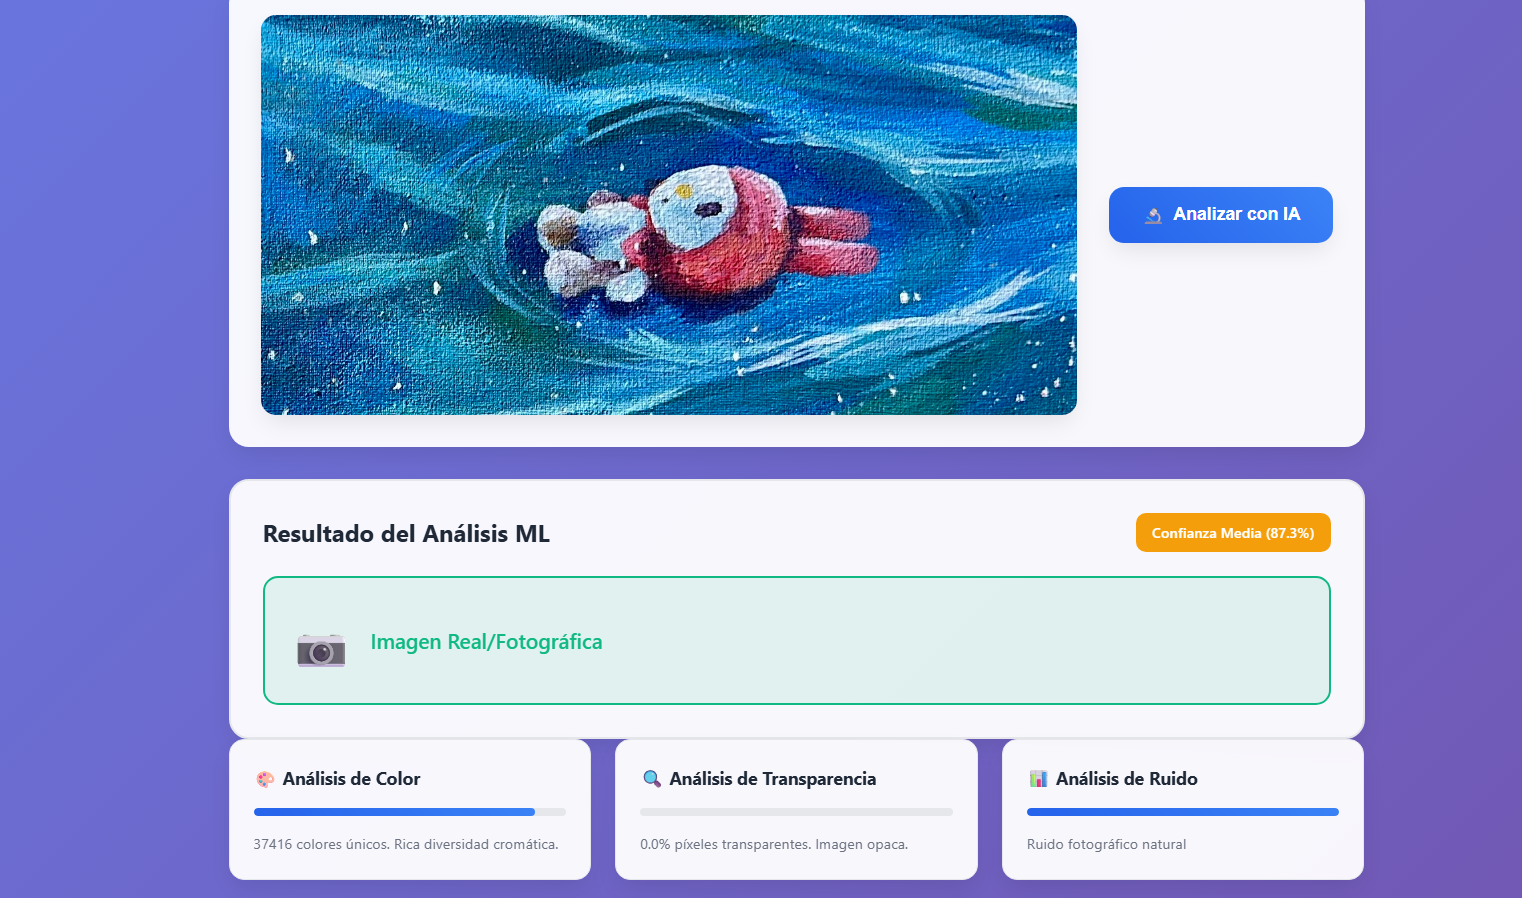 Analizar con IA
Resultado del Análisis ML
Confianza Media (87.3%)
Imagen Real/Fotográfica
Análisis de Color
37416 colores únicos. Rica diversidad cromática.
Análisis de Transparencia
0.0% píxeles transparentes. Imagen opaca.
Análisis de Ruido
Ruido fotográfico natural